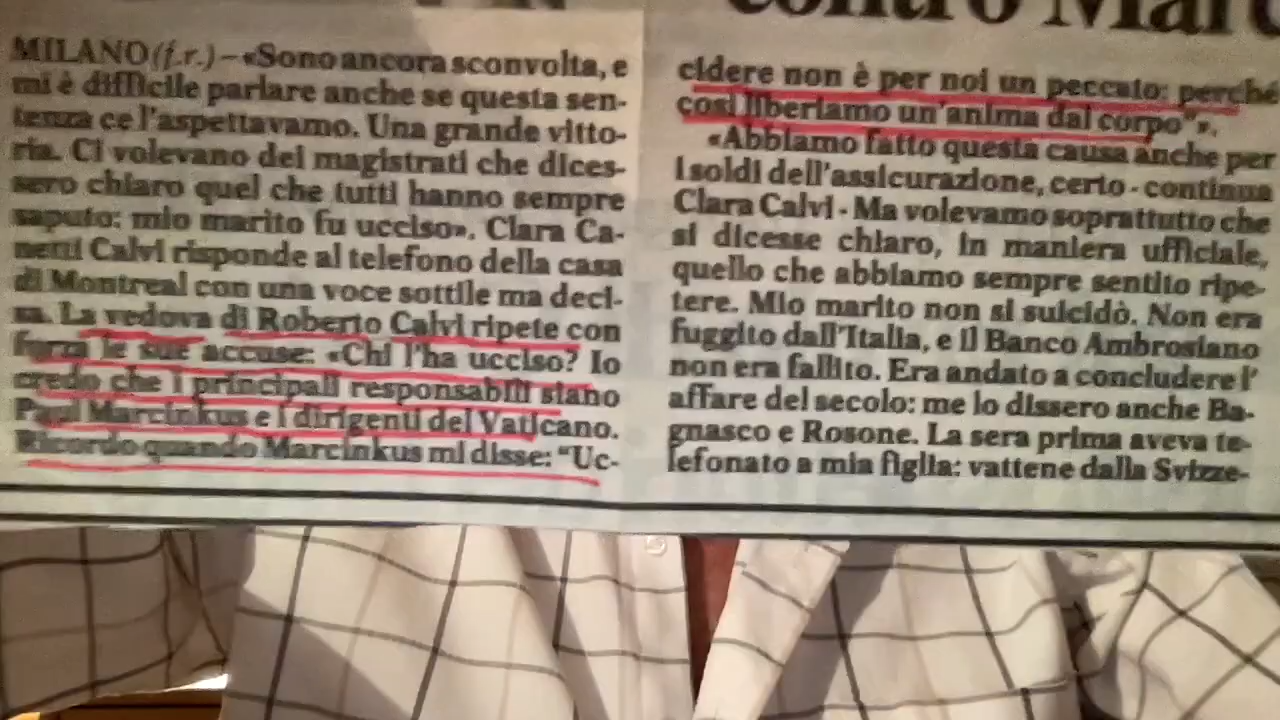 contro Marc
MILANO (f.r.) – «Sono ancora sconvolta, e
mi è difficile parlare anche se questa sen-
tenza ce l'aspettavamo. Una grande vitto-
ria. Ci volevano dei magistrati che dices-
sero chiaro quel che tutti hanno sempre
saputo: mio marito fu ucciso». Clara Ca-
netti Calvi risponde al telefono della casa
di Montreal con una voce sottile ma deci-
sa. La vedova di Roberto Calvi ripete con
forza le sue accuse: «Chi l'ha ucciso? Io
credo che i principali responsabili siano
Paul Marcinkus e i dirigenti del Vaticano.
Ricordo quando Marcinkus mi disse: "Uc-
cidere non è per noi un peccato: perché
così liberiamo un'anima dal corpo"».
«Abbiamo fatto questa causa anche per
i soldi dell'assicurazione, certo - continua
Clara Calvi - Ma volevamo soprattutto che
si dicesse chiaro, in maniera ufficiale,
quello che abbiamo sempre sentito ripe-
tere. Mio marito non si suicidò. Non era
fuggito dall'Italia, e il Banco Ambrosiano
non era fallito. Era andato a concludere l'
affare del secolo: me lo dissero anche Ba-
gnasco e Rosone. La sera prima aveva te-
lefonato a mia figlia: vattene dalla Svizze-